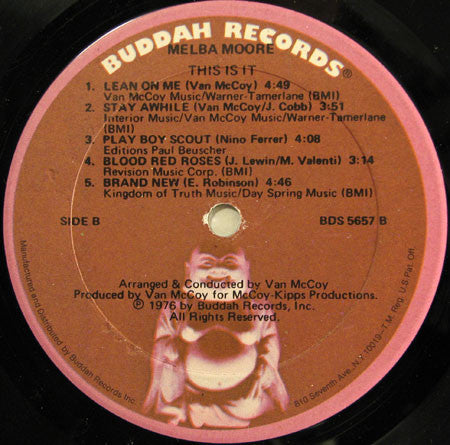 BUDDAH RECORDS®
MELBA MOORE
THIS IS IT
1. LEAN ON ME (Van McCoy) 4:49
Van McCoy Music/Warner-Tamerlane (BMI)
2. STAY AWHILE (Van McCoy/J. Cobb) 3:51
Interior Music/Van McCoy Music/Warner-Tamerlane
(BMI)
3. PLAY BOY SCOUT (Nino Ferrer) 4:08
Editions Paul Beuscher
4. BLOOD RED ROSES (J. Lewin/M. Valenti) 3:14
Revision Music Corp. (BMI)
5. BRAND NEW (E. Robinson) 4:46
Kingdom of Truth Music/Day Spring Music (BMI)
SIDE B
BDS 5657 B
Arranged & Conducted by Van McCoy
Produced by Van McCoy for McCoy-Kipps Productions.
℗ 1976 by Buddah Records, Inc.
All Rights Reserved.
Manufactured and Distributed by Buddah Records Inc.
810 Seventh Ave., N.Y. 10019–T.M. Reg. U.S. Pat. Off.